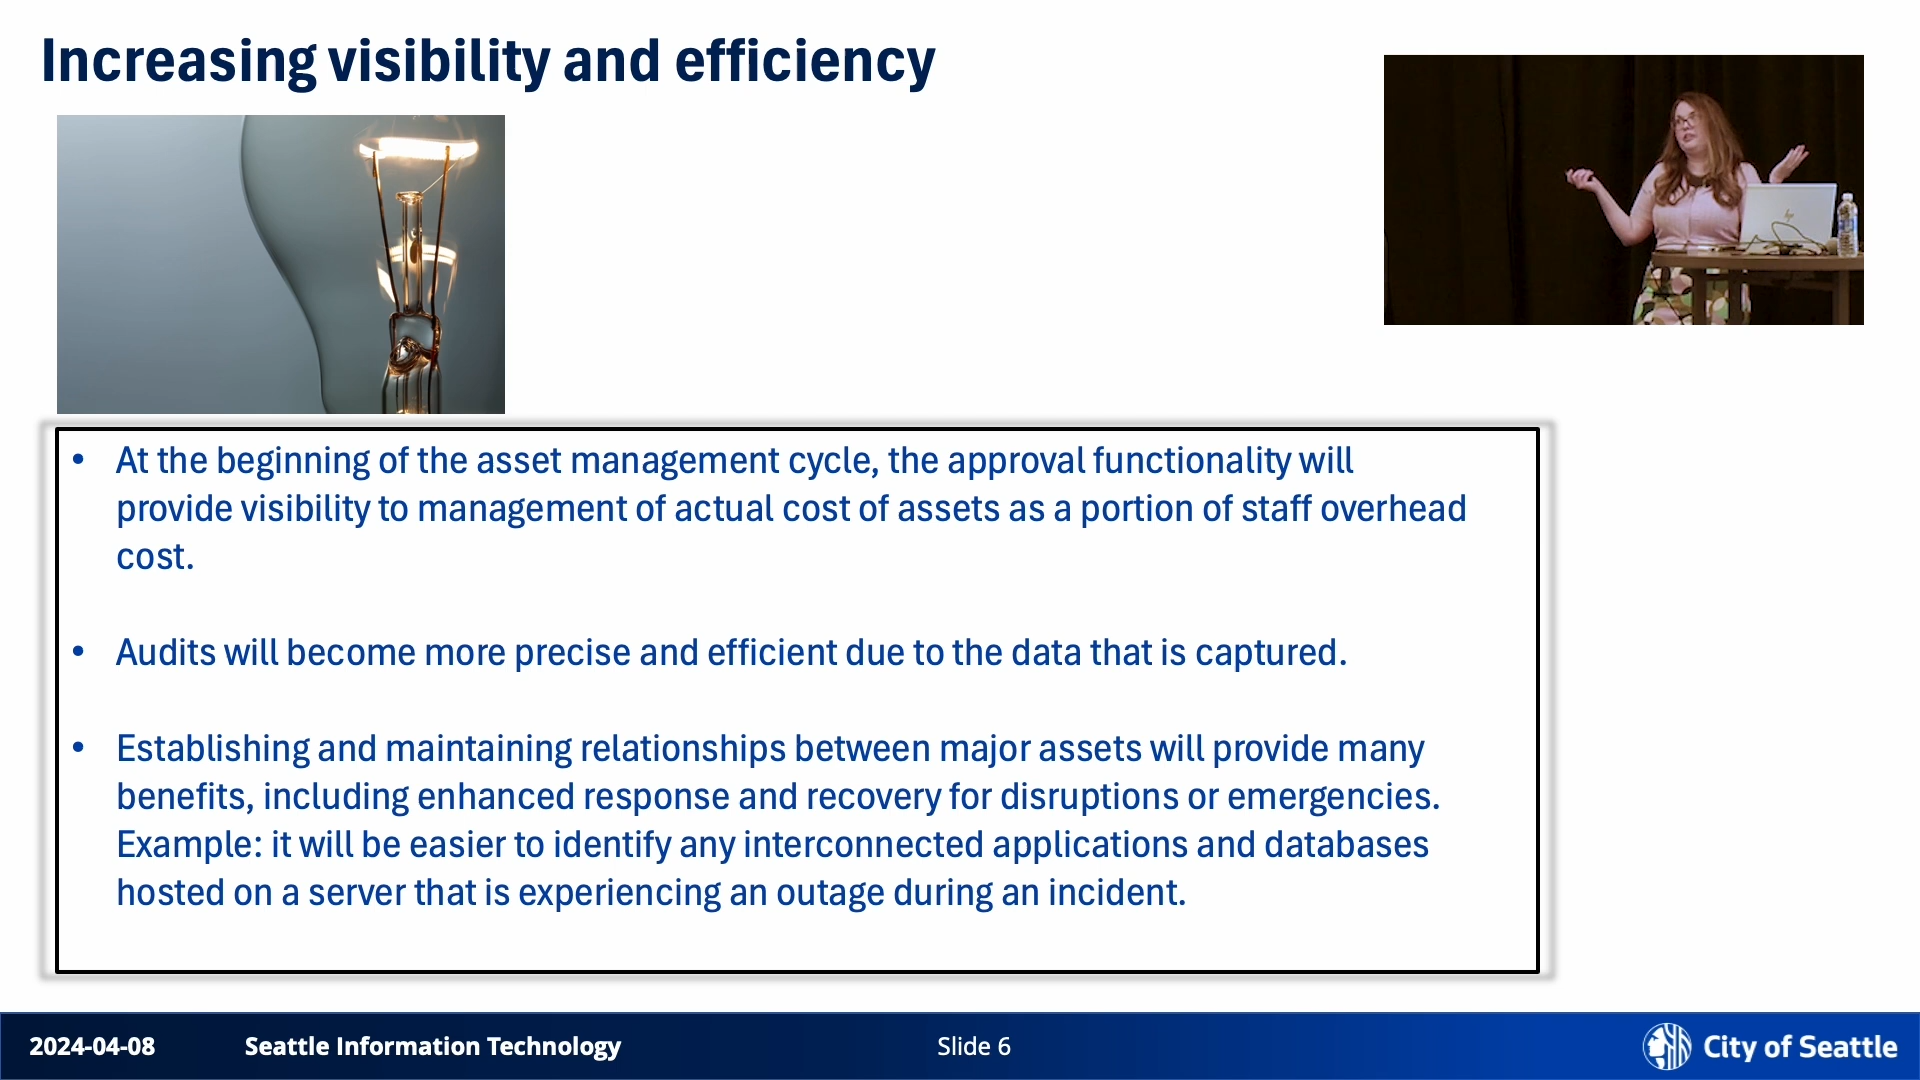 Increasing visibility and efficiency
hp
• At the beginning of the asset management cycle, the approval functionality will
provide visibility to management of actual cost of assets as a portion of staff overhead
cost.
• Audits will become more precise and efficient due to the data that is captured.
• Establishing and maintaining relationships between major assets will provide many
benefits, including enhanced response and recovery for disruptions or emergencies.
Example: it will be easier to identify any interconnected applications and databases
hosted on a server that is experiencing an outage during an incident.
2024-04-08 Seattle Information Technology Slide 6 City of Seattle